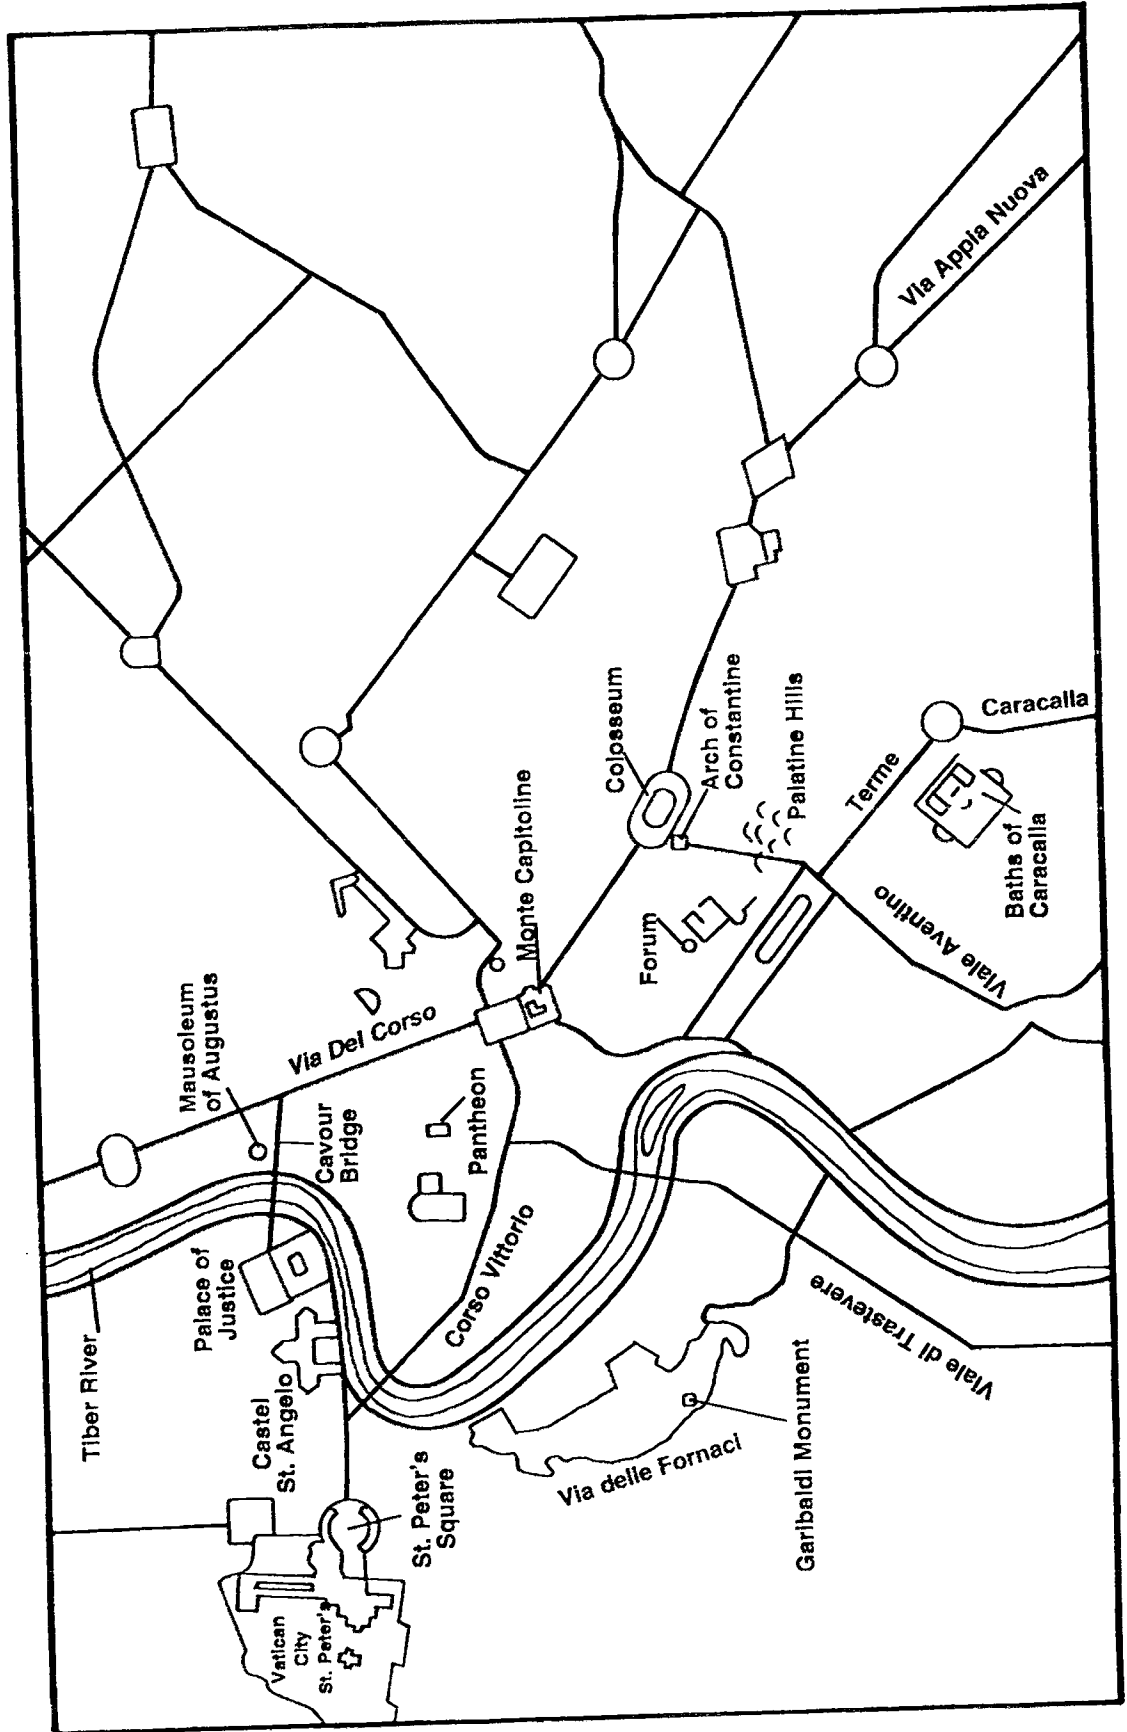 Tiber River
Vatican
City
St. Peter's
St. Peter's
Square
Castel
St. Angelo
Palace of
Justice
Cavour
Bridge
Mausoleum
of Augustus
Via Del Corso
Pantheon
Corso Vittorio
Via delle Fornaci
Garibaldi Monument
Viale di Trastevere
Monte Capitoline
Forum
Colosseum
Arch of
Constantine
Palatine Hills
Viale Aventino
Terme
Caracalla
Baths of
Caracalla
Via Appia Nuova